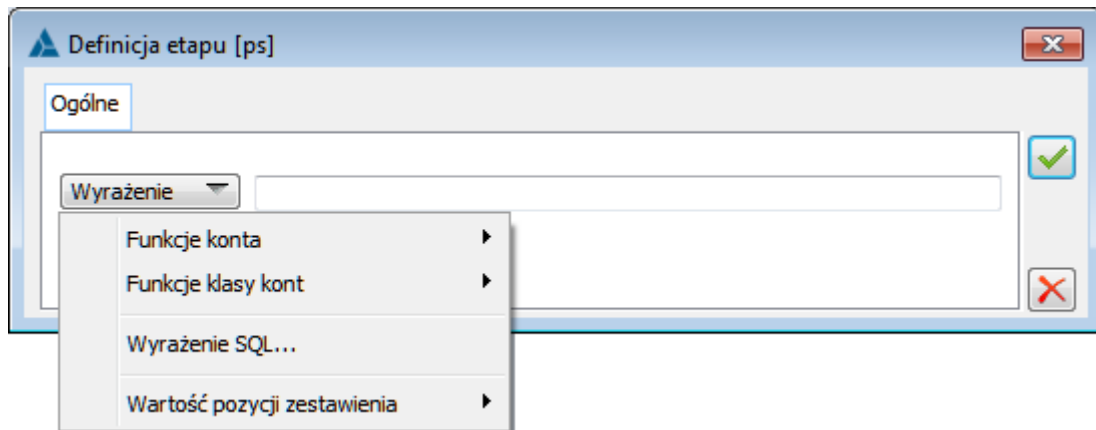 Definicja etapu [ps]
Ogólne
Wyrażenie
Funkcje konta
Funkcje klasy kont
Wyrażenie SQL...
Wartość pozycji zestawienia